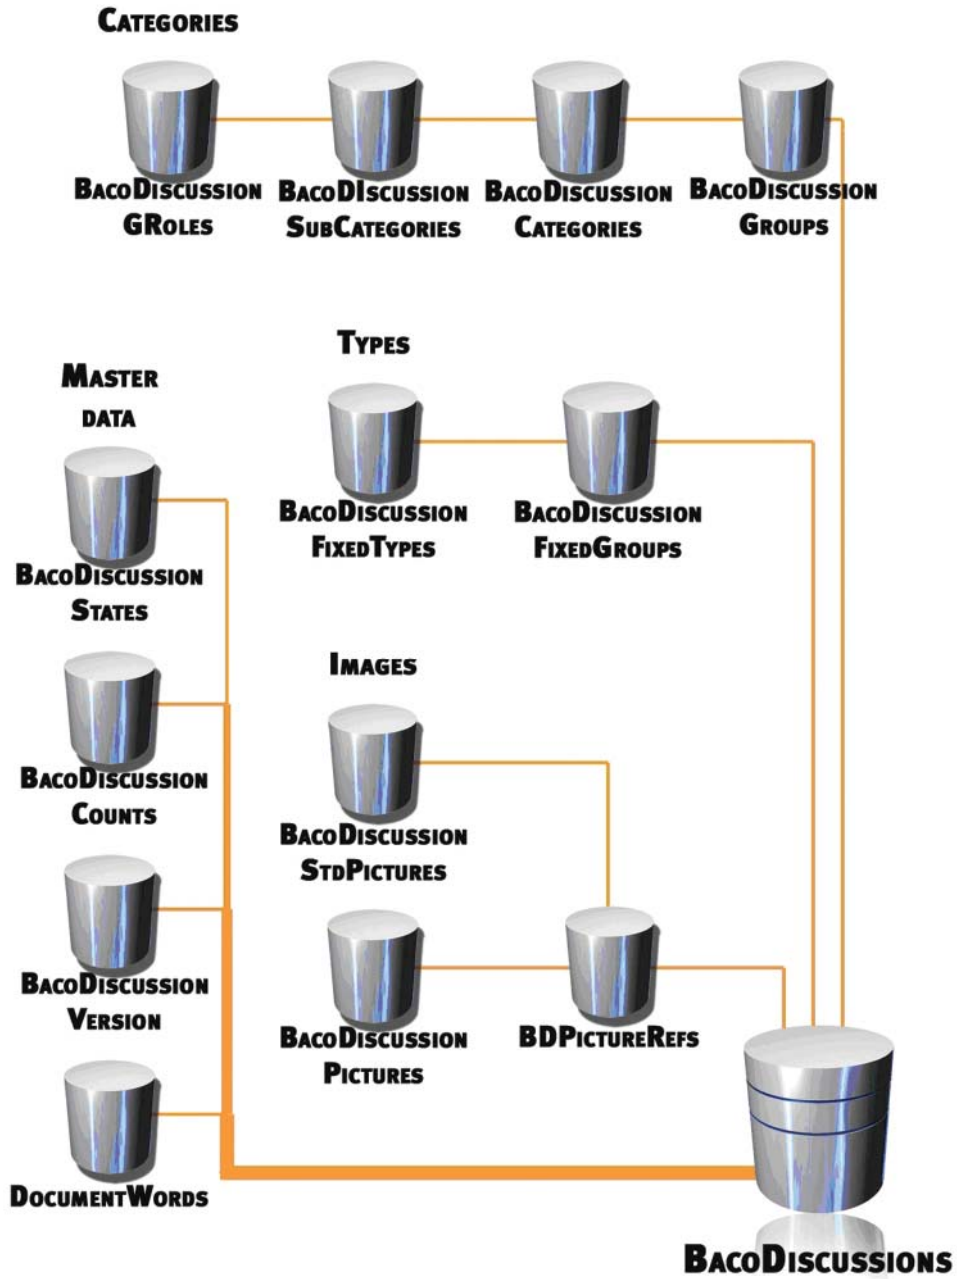 CATEGORIES
BACODISCUSSION GROLES
BACODISCUSSION SUBCATEGORIES
BACODISCUSSION CATEGORIES
BACODISCUSSION GROUPS
TYPES
MASTER
DATA
BACODISCUSSION
FIXEDTYPES
BACODISCUSSION
FIXEDGROUPS
BACODISCUSSION
STATES
IMAGES
BACODISCUSSION
COUNTS
BACODISCUSSION
STDPICTURES
BACODISCUSSION
VERSION
BACODISCUSSION
PICTURES
BDPICTUREREFS
DOCUMENTWORDS
BACODISCUSSIONS